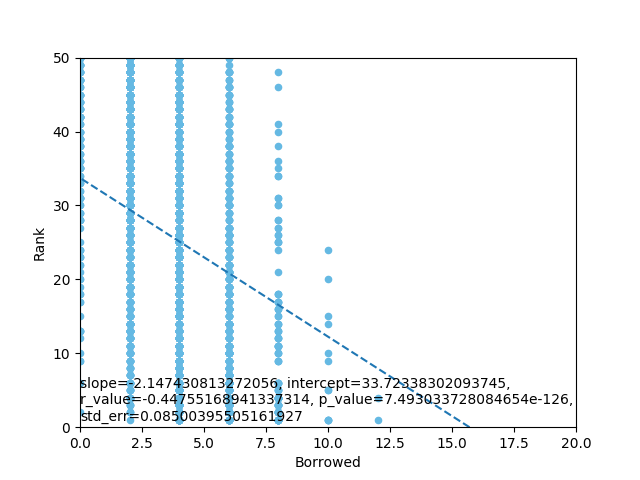 50
40
30
20
10
0
Rank
slope=-2.147430813272056, intercept=33.72338302093745,
r_value=-0.44755168941337314, p_value=7.493033728084654e-126,
std_err=0.08500395505161927
0.0 2.5 5.0 7.5 10.0 12.5 15.0 17.5 20.0
Borrowed